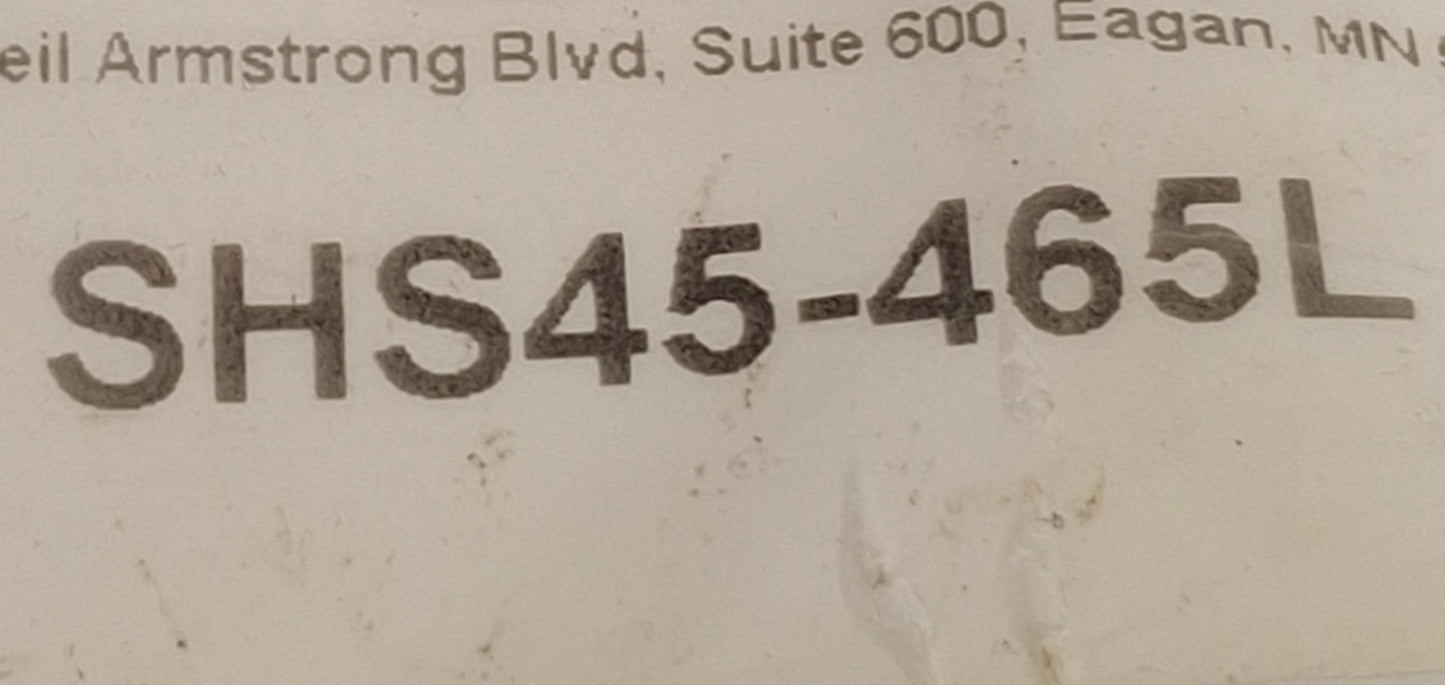 eil Armstrong Blvd, Suite 600, Eagan, MN
SHS45-465L